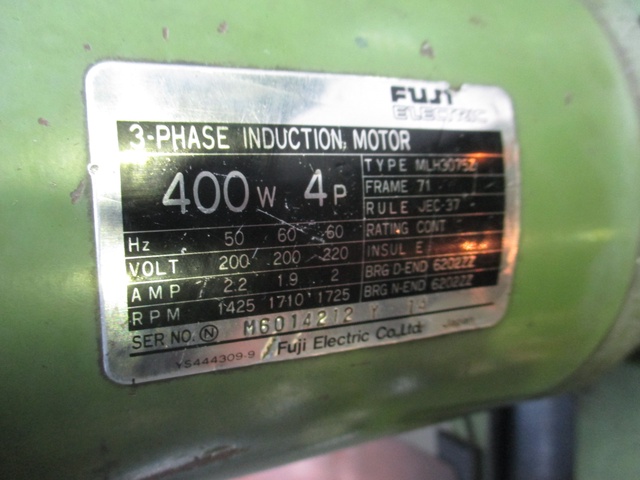 FUJI
ELECTRIC
3-PHASE INDUCTION MOTOR
400W 4P
TYPE MLH3075Z
FRAME 71
RULE JEC-37
RATING CONT
INSUL E
BRG D-END 6202ZZ
BRG N-END 6202ZZ
Hz 50 60 60
VOLT 200 200 220
AMP 2.2 1.9 2
RPM 1425 1710 1725
SER NO. N M6014212 Y
YS444309-9 Fuji Electric Co., Ltd. Japan